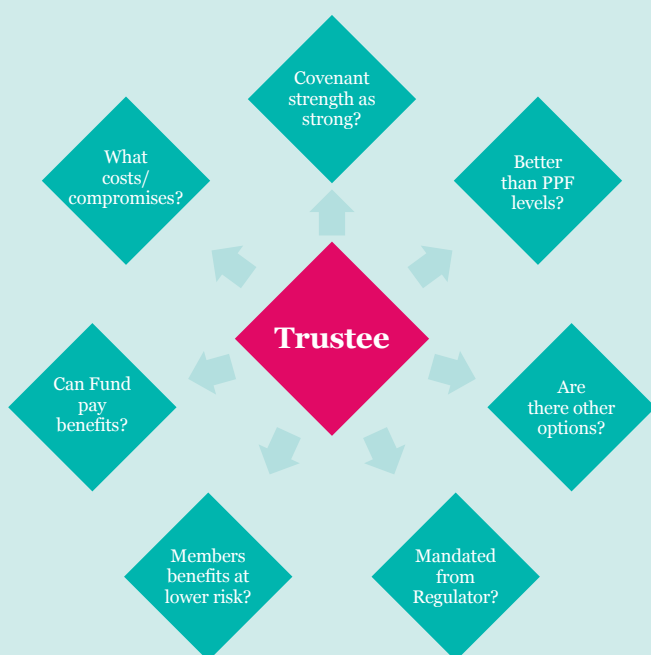 Covenant
strength as
strong?
What
costs/
compromises?
Better
than PPF
levels?
Trustee
Can Fund
pay
benefits?
Are
there other
options?
Members
benefits at
lower risk?
Mandated
from
Regulator?